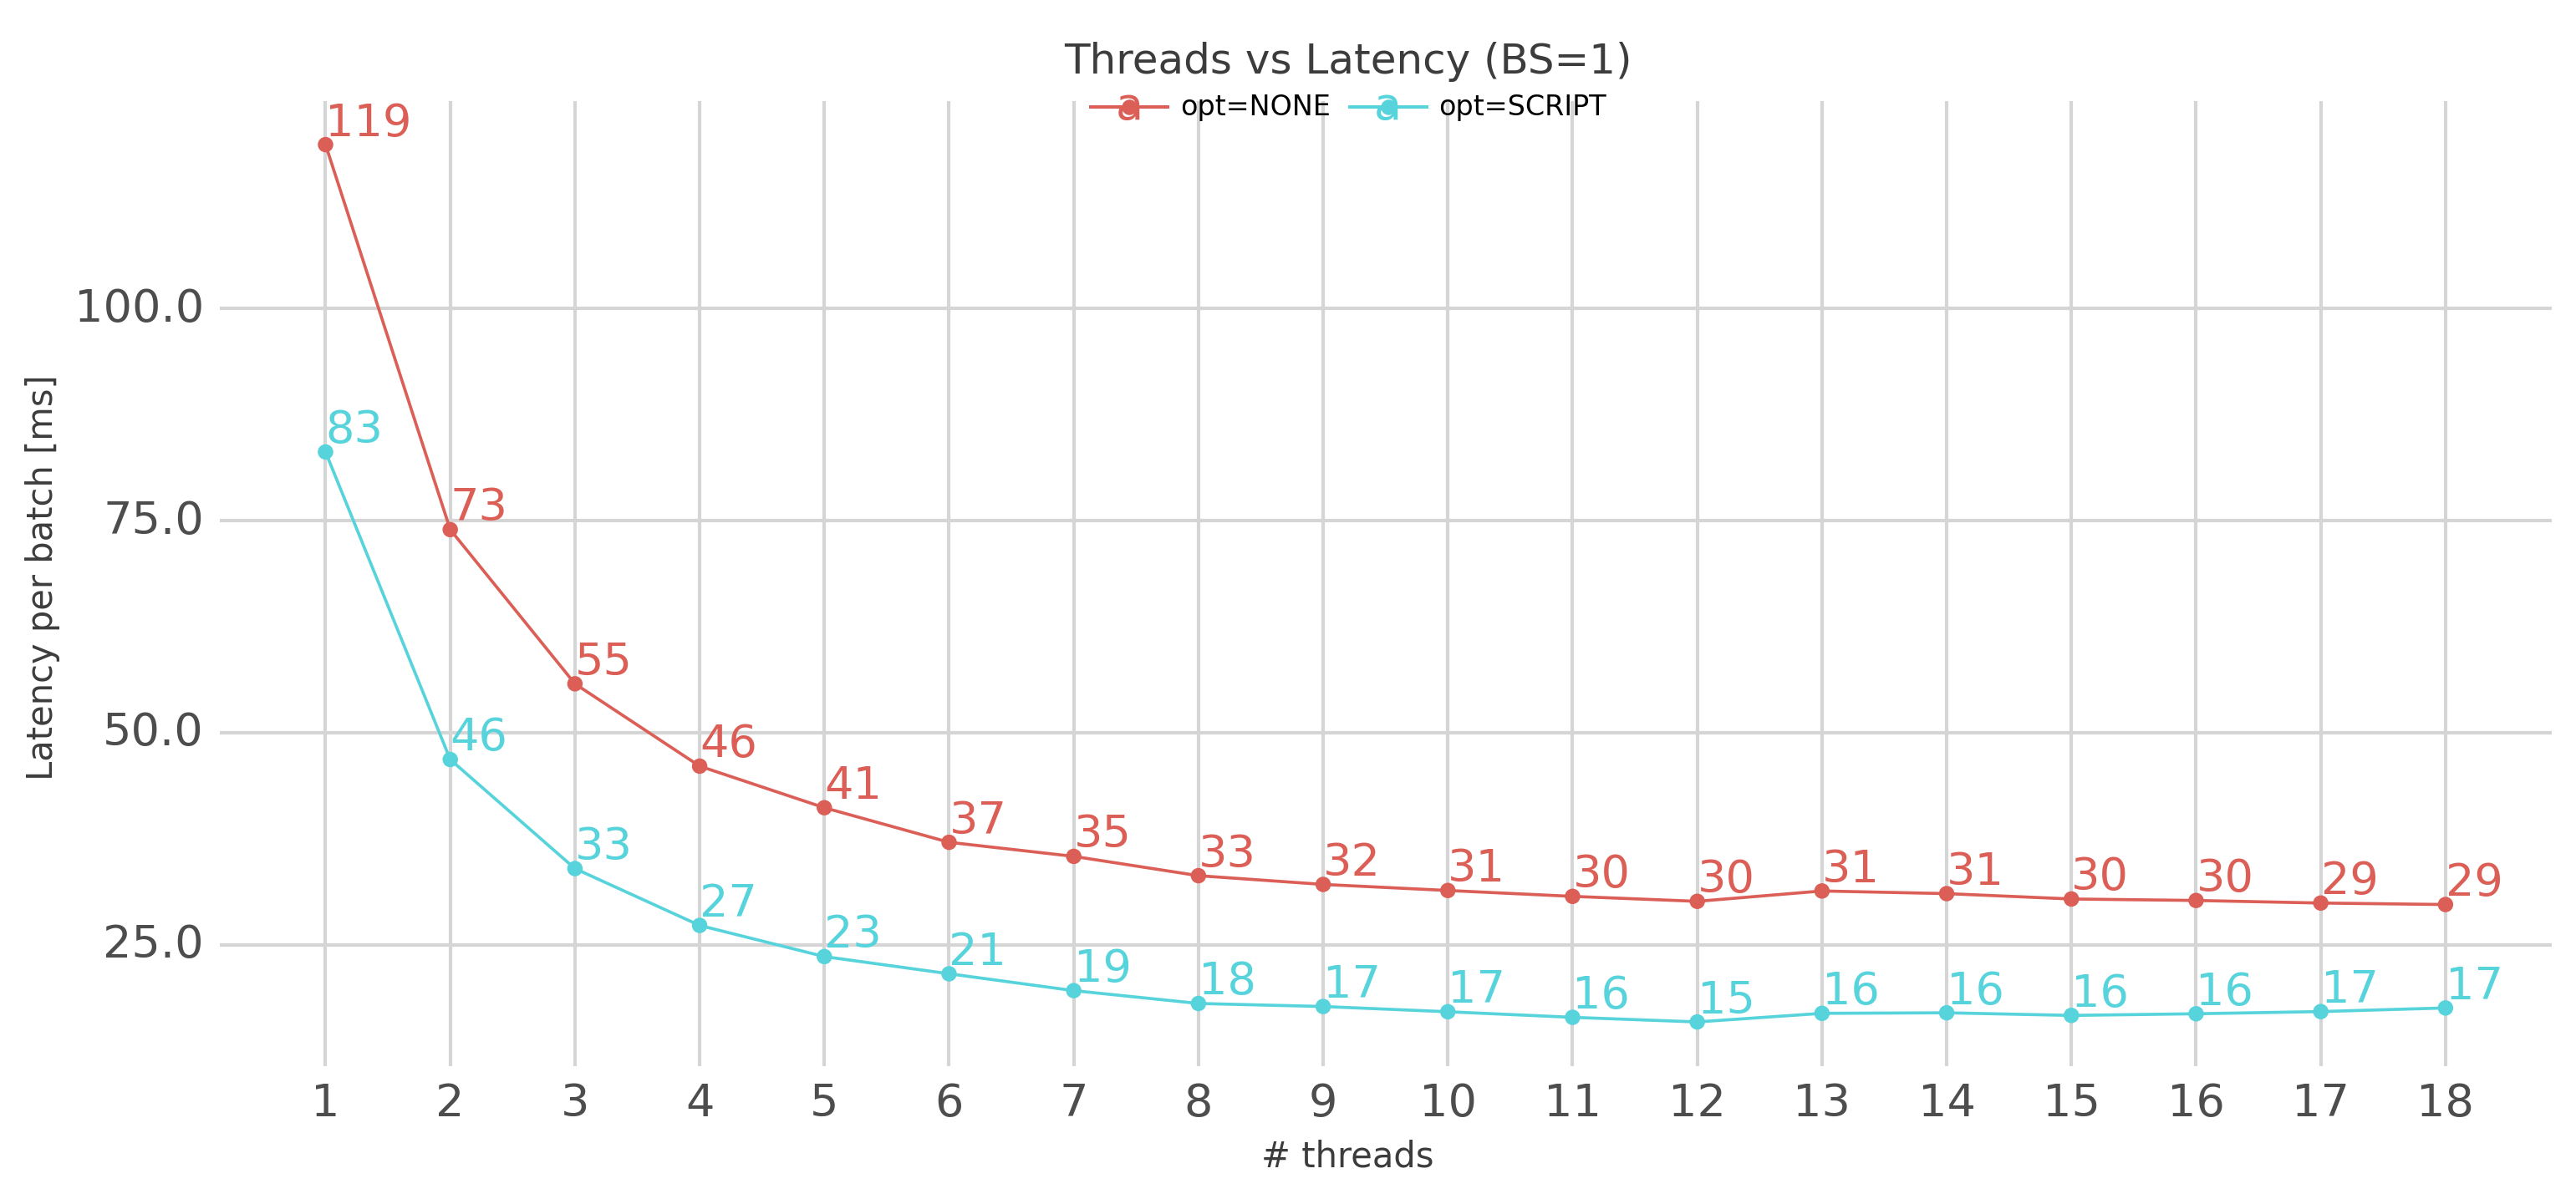 Threads vs Latency (BS=1)
a opt=NONE a opt=SCRIPT
Latency per batch [ms]
100.0
75.0
50.0
25.0
119 73 55 46 41 37 35 33 32 31 30 30 31 31 30 30 29 29
83 46 33 27 23 21 19 18 17 17 16 15 16 16 16 16 17 17
1 2 3 4 5 6 7 8 9 10 11 12 13 14 15 16 17 18
# threads